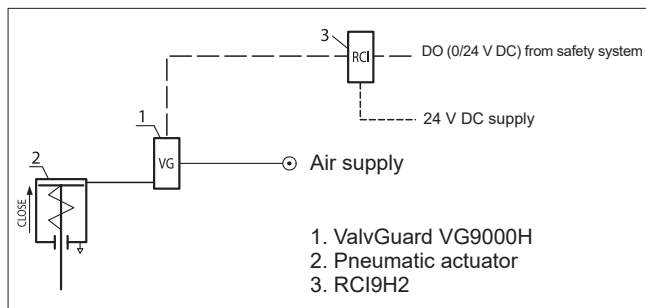 3
RCI
DO (0/24 V DC) from safety system
24 V DC supply
1
VG
Air supply
2
CLOSE
1. ValvGuard VG9000H
2. Pneumatic actuator
3. RCI9H2